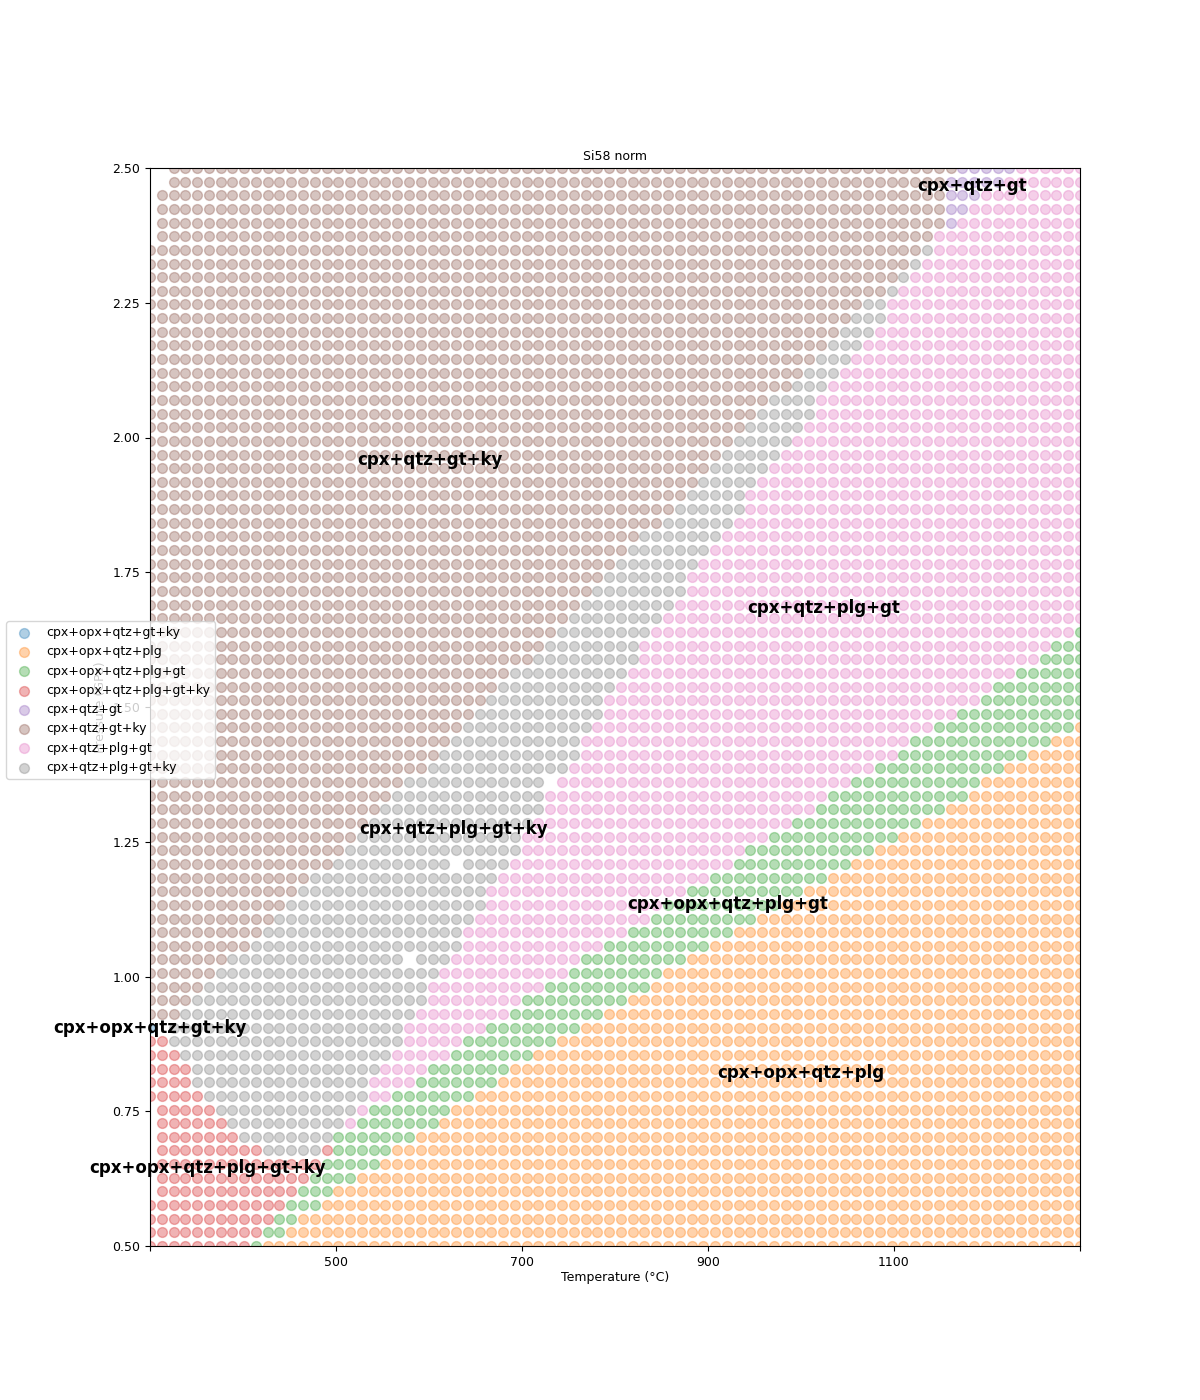 Si58 norm
2.50
cpx+qtz+gt
2.25
2.00
cpx+qtz+gt+ky
1.75
cpx+qtz+plg+gt
cpx+opx+qtz+gt+ky
cpx+opx+qtz+plg
cpx+opx+qtz+plg+gt
cpx+opx+qtz+plg+gt+ky
cpx+qtz+gt
cpx+qtz+gt+ky
cpx+qtz+plg+gt
cpx+qtz+plg+gt+ky
1.25
cpx+qtz+plg+gt+ky
cpx+opx+qtz+plg+gt
1.00
cpx+opx+qtz+gt+ky
cpx+opx+qtz+plg
0.75
cpx+opx+qtz+plg+gt+ky
0.50
500
700
900
1100
Temperature (°C)